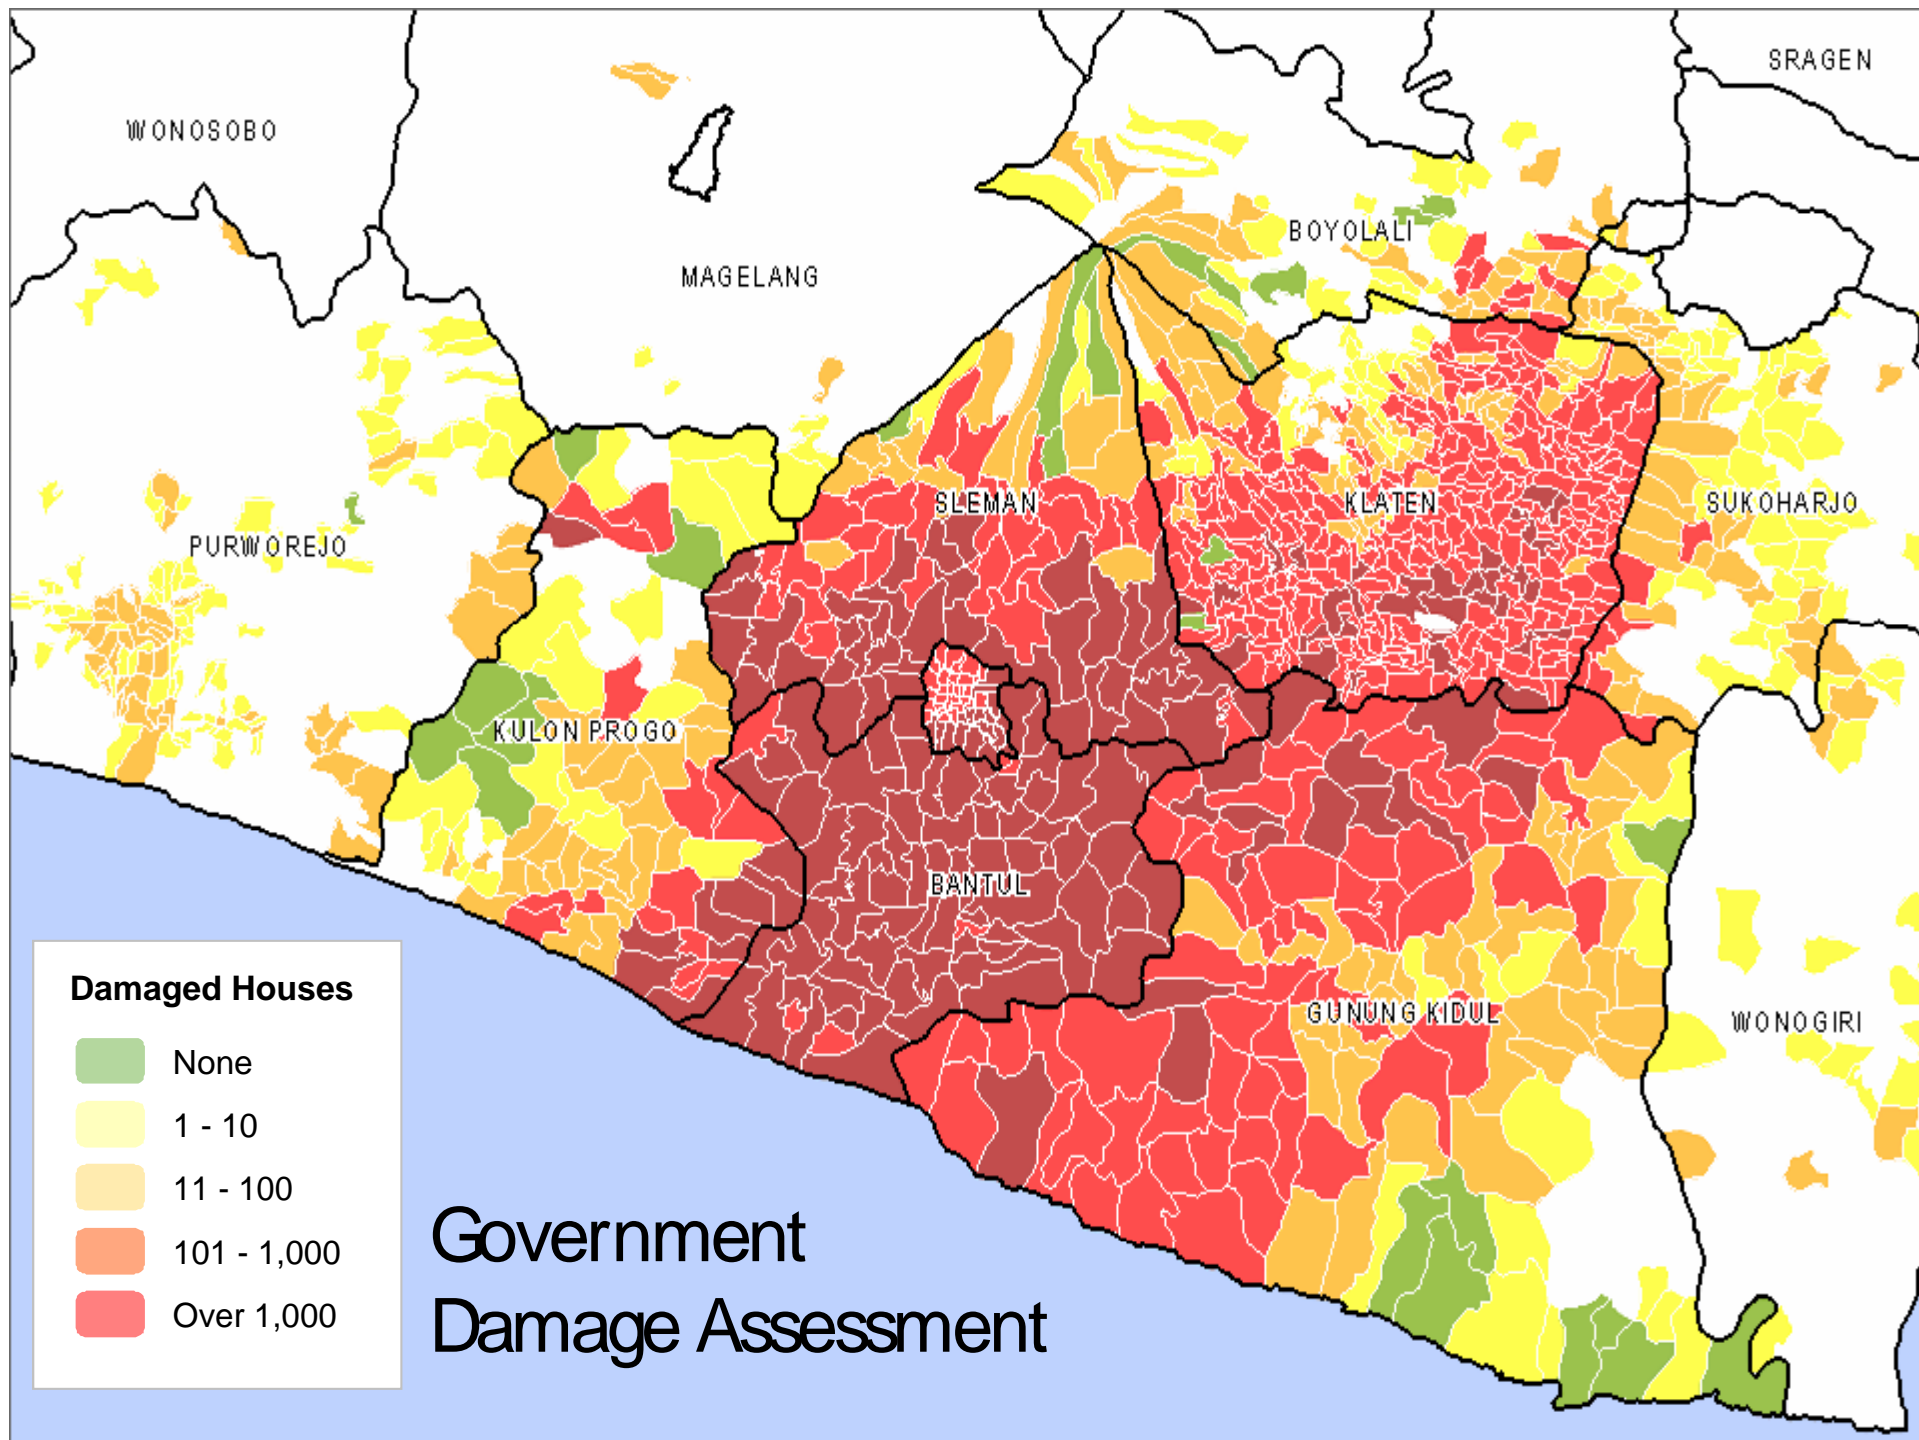 SRAGEN
WONOSOBO
BOYOLALI
MAGELANG
SLEMAN
KLATEN
SUKOHARJO
PURWOREJO
KULON PROGO
BANTUL
GUNUNG KIDUL
WONOGIRI
Damaged Houses
None
1 - 10
11 - 100
101 - 1,000
Over 1,000
Government
Damage Assessment